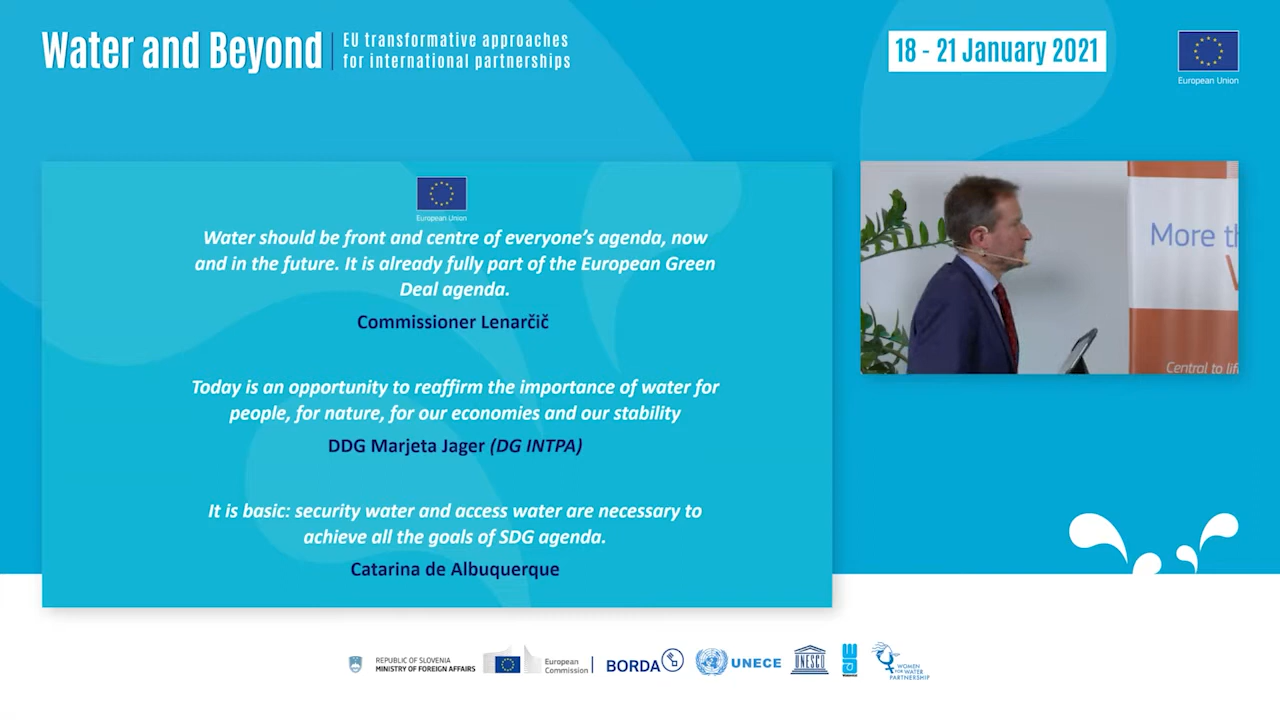 Water and Beyond
EU transformative approaches
for international partnerships
18 - 21 January 2021
European Union
European Union
Water should be front and centre of everyone's agenda, now
and in the future. It is already fully part of the European Green
Deal agenda.
Commissioner Lenarčič
Today is an opportunity to reaffirm the importance of water for
people, for nature, for our economies and our stability
DDG Marjeta Jager (DG INTPA)
It is basic: security water and access water are necessary to
achieve all the goals of SDG agenda.
Catarina de Albuquerque
More th
Central to lif
REPUBLIC OF SLOVENIA
MINISTRY OF FOREIGN AFFAIRS
European
Commission
BORDA
UNECE
UNESCO
WOMEN
FOR WATER
PARTNERSHIP